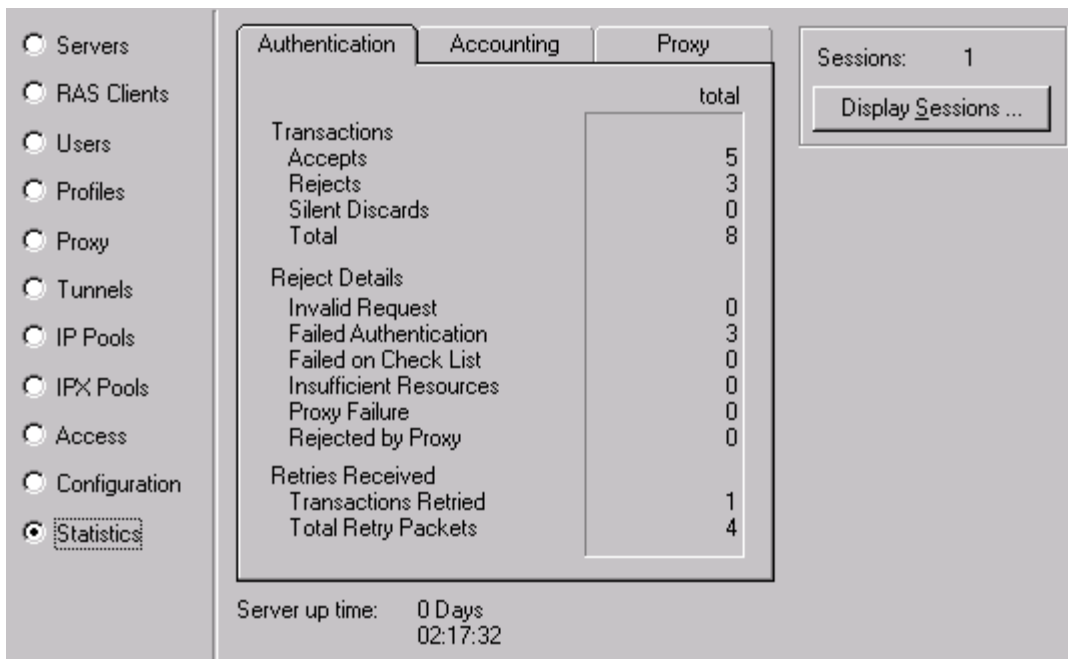 Servers
RAS Clients
Users
Profiles
Proxy
Tunnels
IP Pools
IPX Pools
Access
Configuration
Statistics
Authentication Accounting Proxy
total
Transactions
Accepts 5
Rejects 3
Silent Discards 0
Total 8
Reject Details
Invalid Request 0
Failed Authentication 3
Failed on Check List 0
Insufficient Resources 0
Proxy Failure 0
Rejected by Proxy 0
Retries Received
Transactions Retried 1
Total Retry Packets 4
Server up time: 0 Days
02:17:32
Sessions: 1
Display Sessions ...